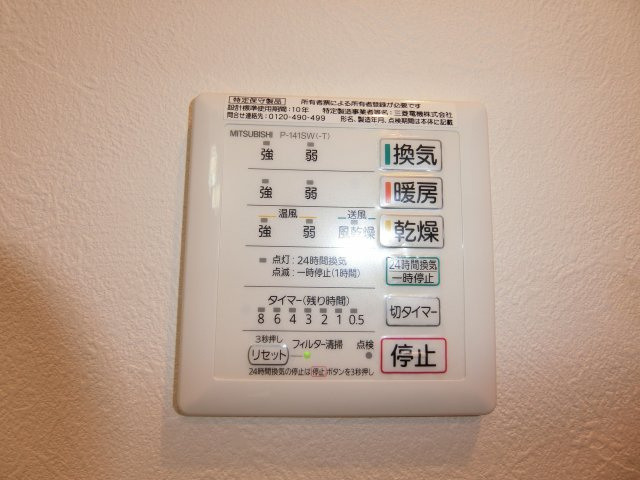 特定保守製品 所有者票による所有者登録が必要です
設計標準使用期間：10年 特定製造事業者等名：三菱電機株式会社
問合せ連絡先：0120-490-499 形名、製造年月、点検期間は本体に記載
MITSUBISHI P-141SW(-T)
強 弱 換気
強 弱 暖房
温風 送風
強 弱 風乾燥 乾燥
点灯：24時間換気 24時間換気
点滅：一時停止(1時間) 一時停止
タイマー(残り時間)
8 6 4 3 2 1 0.5 切タイマー
3秒押し フィルター清掃 点検
リセット 停止
24時間換気の停止は停止ボタンを3秒押し